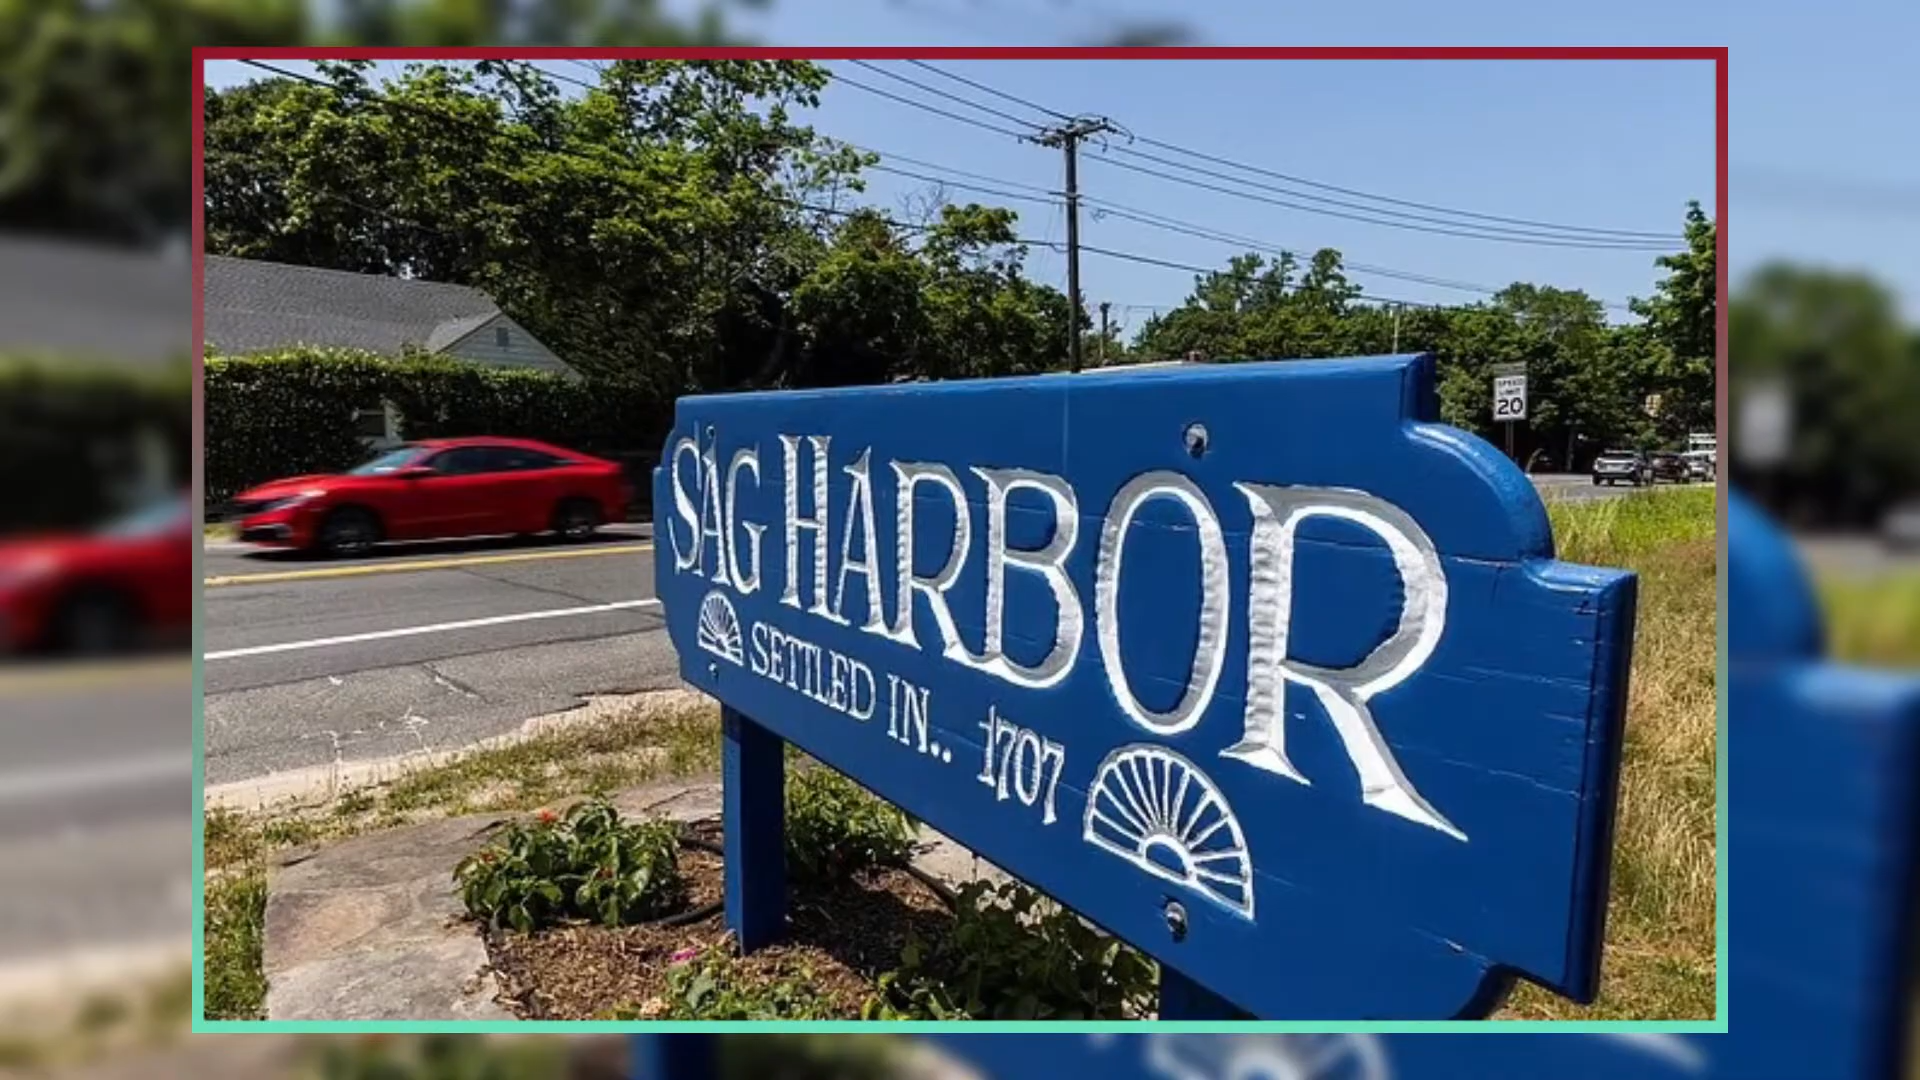 SAG HARBOR
SETTLED IN.. 1707
SPEED
LIMIT
20